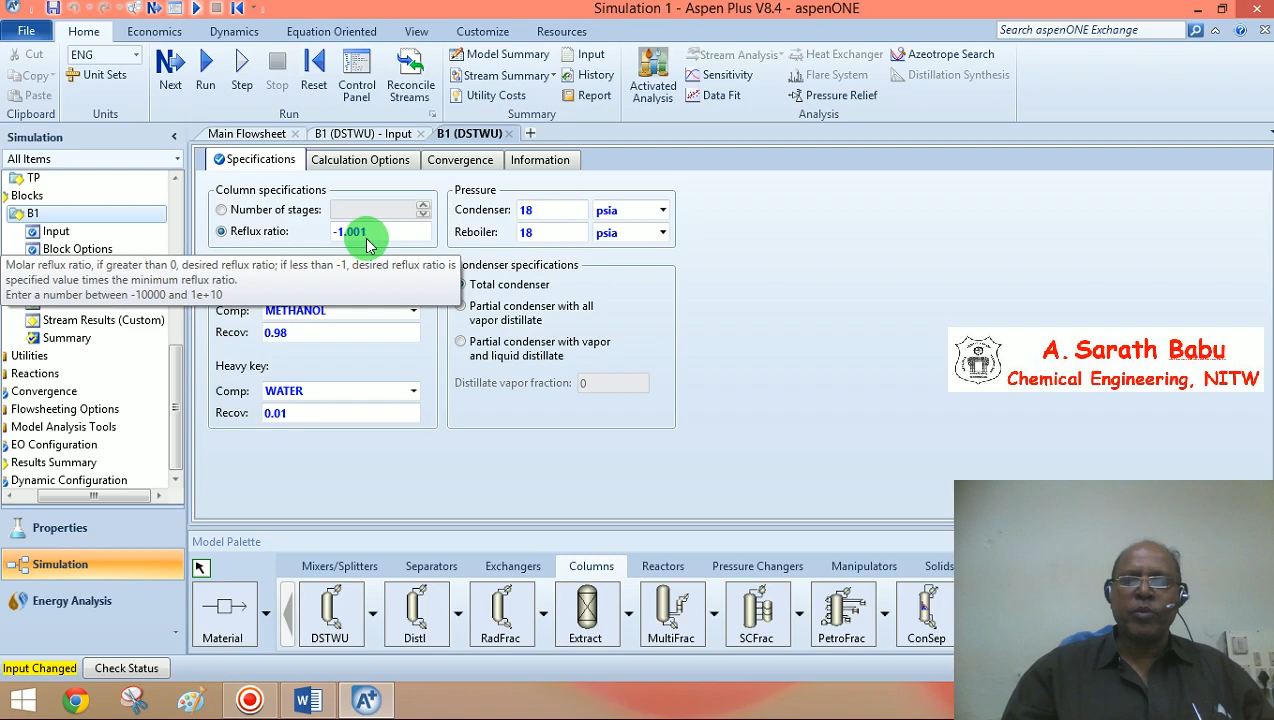 Simulation 1 - Aspen Plus V8.4 - aspenONE
File
Home
Economics
Dynamics
Equation Oriented
View
Customize
Resources
Search aspenONE Exchange
Cut
Copy
Paste
Clipboard
ENG
Unit Sets
Units
Next
Run
Step
Stop
Reset
Control
Panel
Reconcile
Streams
Run
Model Summary
Stream Summary
Utility Costs
Input
History
Report
Summary
Activated
Analysis
Stream Analysis
Sensitivity
Data Fit
Heat Exchanger
Flare System
Pressure Relief
Azeotrope Search
Distillation Synthesis
Analysis
Simulation
All Items
TP
Blocks
B1
Input
Block Options
Stream Results (Custom)
Summary
Utilities
Reactions
Convergence
Flowsheeting Options
Model Analysis Tools
EO Configuration
Results Summary
Dynamic Configuration
Properties
Simulation
Energy Analysis
Main Flowsheet
B1 (DSTWU) - Input
B1 (DSTWU)
Specifications
Calculation Options
Convergence
Information
Column specifications
Number of stages:
Reflux ratio:
-1.001
Pressure
Condenser: 18 psia
Reboiler: 18 psia
Molar reflux ratio, if greater than 0, desired reflux ratio; if less than -1, desired reflux ratio is
specified value times the minimum reflux ratio.
Enter a number between -10000 and 1e+10
Comp: METHANOL
Recov: 0.98
Heavy key:
Comp: WATER
Recov: 0.01
ondenser specifications
Total condenser
Partial condenser with all
vapor distillate
Partial condenser with vapor
and liquid distillate
Distillate vapor fraction: 0
A. Sarath Babu
Chemical Engineering, NITW
Model Palette
Mixers/Splitters
Separators
Exchangers
Columns
Reactors
Pressure Changers
Manipulators
Solids
Material
DSTWU
Distl
RadFrac
Extract
MultiFrac
SCFrac
PetroFrac
ConSep
Input Changed
Check Status